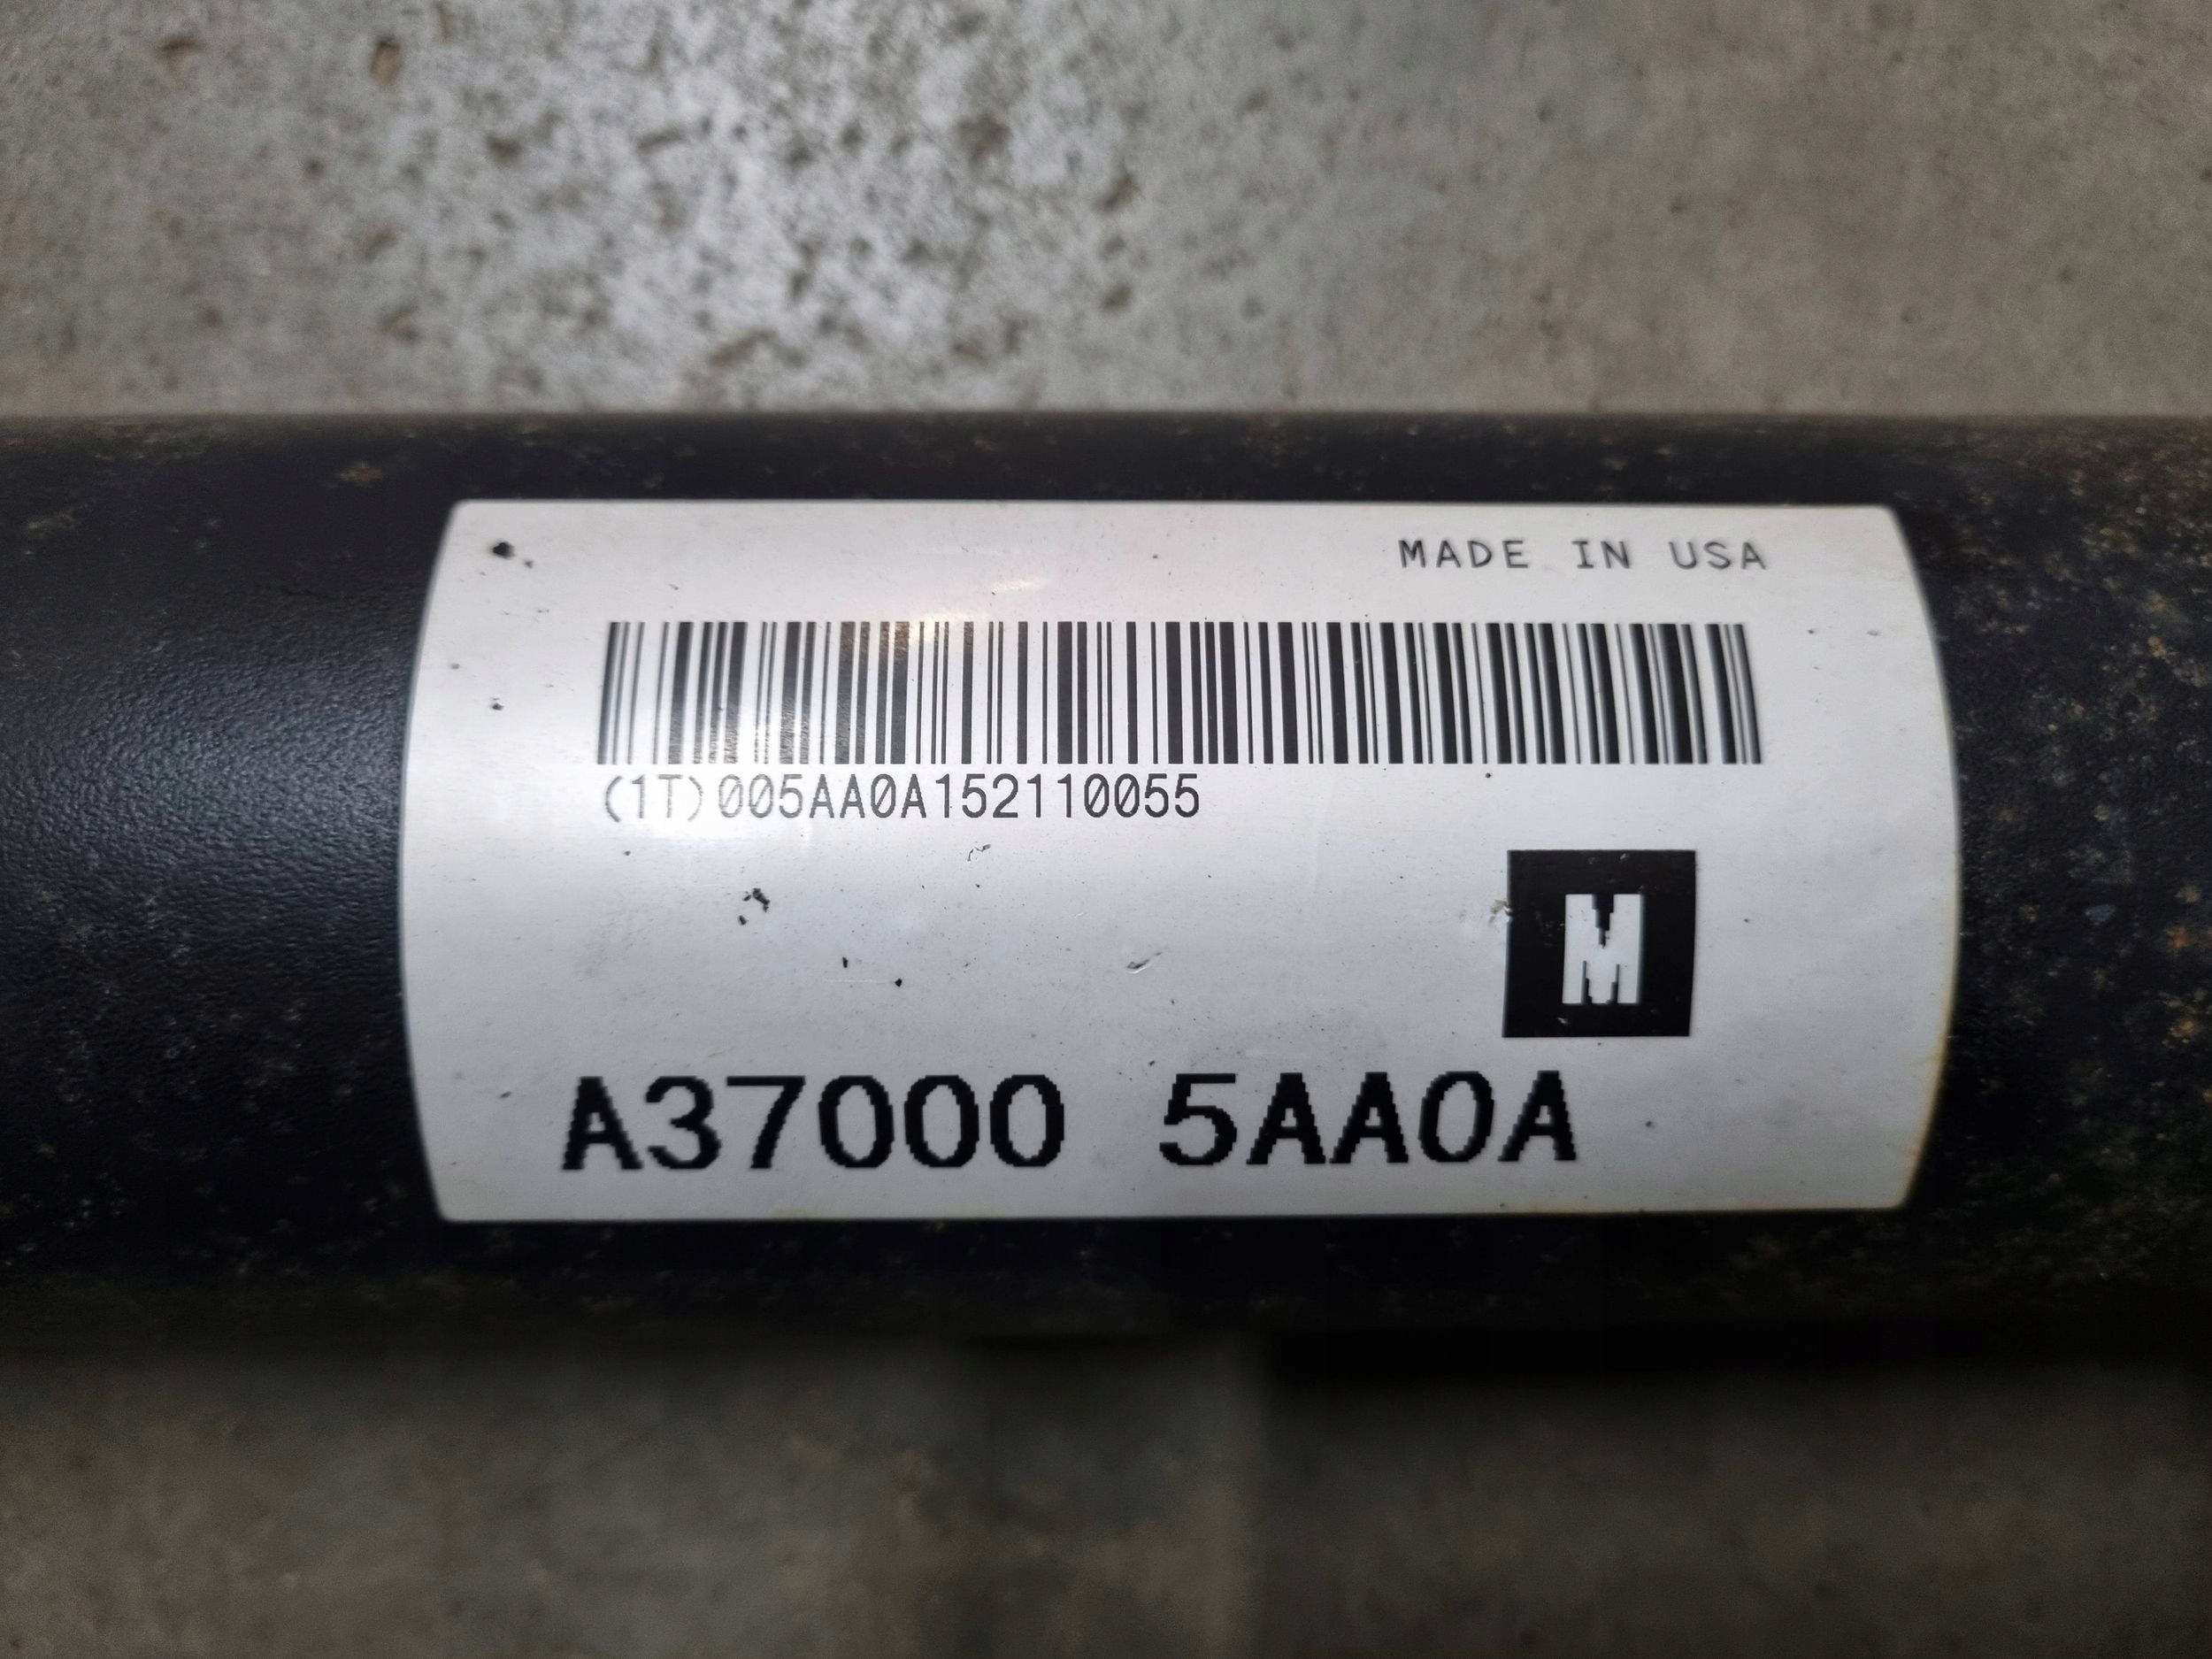 MADE IN USA
(1T)005AA0A152110055
M
A37000 5AA0A